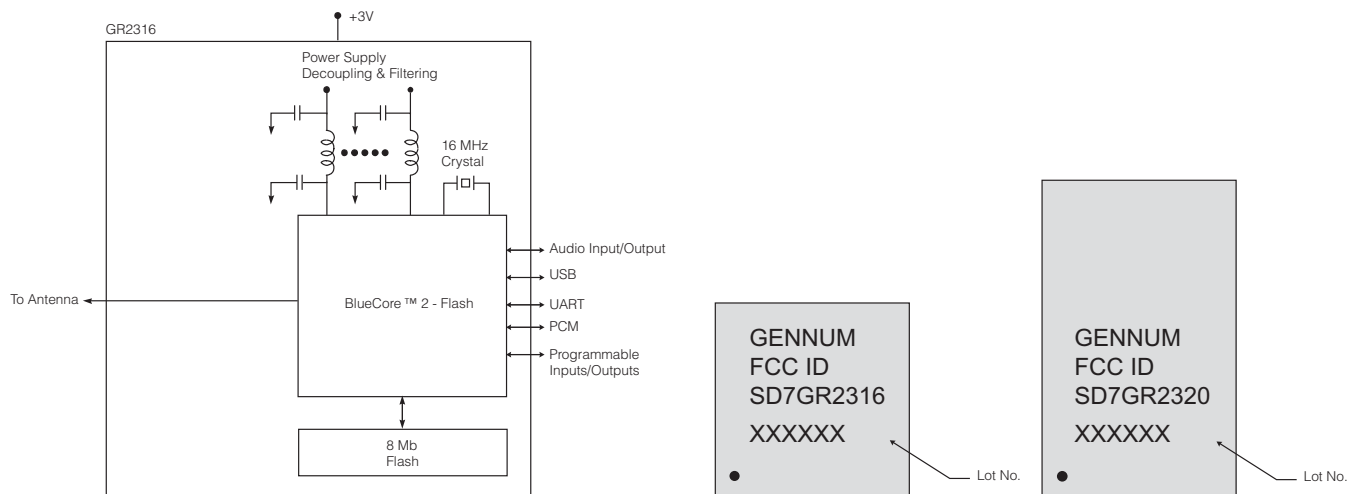 GR2316
+3V
Power Supply
Decoupling & Filtering
16 MHz
Crystal
To Antenna
BlueCore ™ 2 - Flash
Audio Input/Output
USB
UART
PCM
Programmable
Inputs/Outputs
8 Mb
Flash
GENNUM
FCC ID
SD7GR2316
XXXXXX
Lot No.
GENNUM
FCC ID
SD7GR2320
XXXXXX
Lot No.